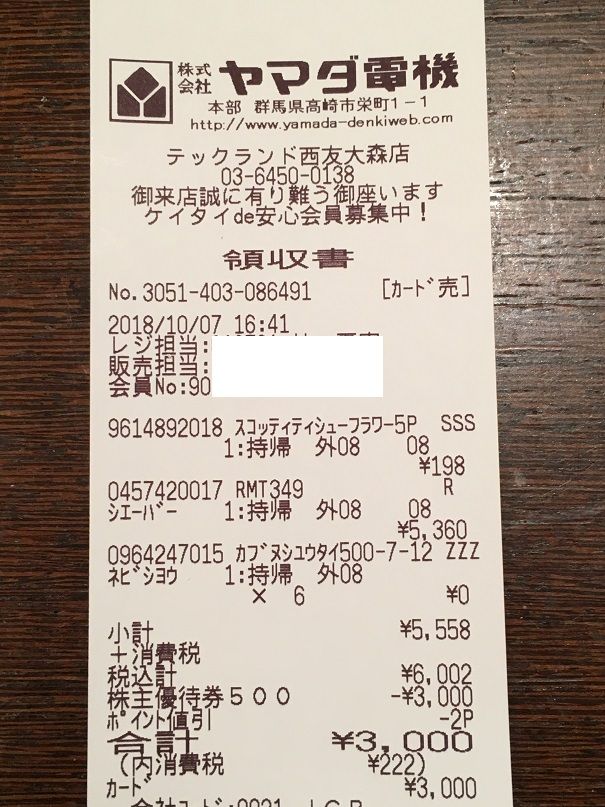 株式会社 ヤマダ電機
本部 群馬県高崎市栄町1-1
http://www.yamada-denkiweb.com
テックランド西友大森店
03-6450-0138
御来店誠に有り難う御座います
ケイタイde安心会員募集中!
領収書
No.3051-403-086491 [カード売]
2018/10/07 16:41
レジ担当:
販売担当:
会員No:90
9614892018 スコッティティシューフラワー5P SSS
1:持帰 外08 08
¥198
0457420017 RMT349 R
シエーバー 1:持帰 外08 08
¥5,360
0964247015 カブヌシユウタイ500-7-12 ZZZ
ネビショウ 1:持帰 外08
× 6 ¥0
小計 ¥5,558
+消費税
税込計 ¥6,002
株主優待券500 -¥3,000
ポイント値引 -2P
合計 ¥3,000
(内消費税 ¥222)
カード ¥3,000